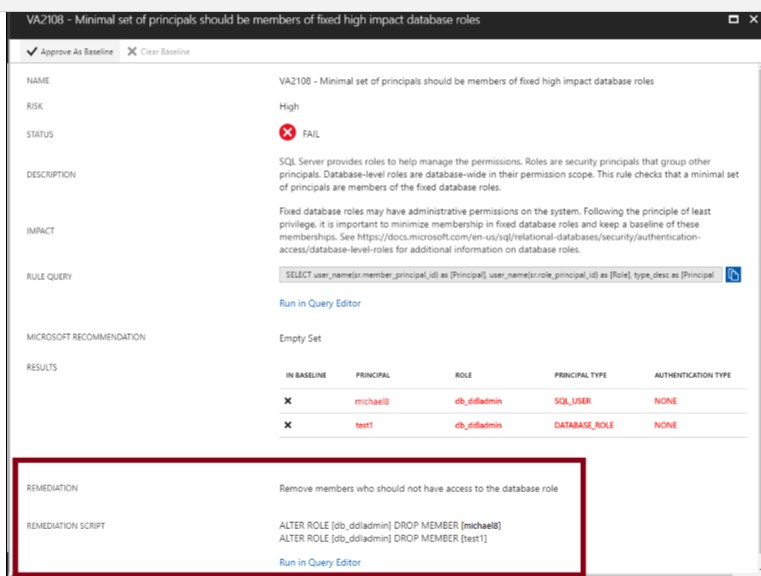 VA2108 - Minimal set of principals should be members of fixed high impact database roles
Approve As Baseline Clear Baseline
NAME VA2108 - Minimal set of principals should be members of fixed high impact database roles
RISK High
STATUS FAIL
DESCRIPTION
SQL Server provides roles to help manage the permissions. Roles are security principals that group other
principals. Database-level roles are database-wide in their permission scope. This rule checks that a minimal set
of principals are members of the fixed database roles.
IMPACT
Fixed database roles may have administrative permissions on the system. Following the principle of least
privilege, it is important to minimize membership in fixed database roles and keep a baseline of these
memberships. See https://docs.microsoft.com/en-us/sql/relational-databases/security/authentication-
access/database-level-roles for additional information on database roles.
RULE QUERY SELECT user_name(sr.member_principal_id) as [Principal], user_name(sr.role_principal_id) as [Role], type_desc as [Principal
Run in Query Editor
MICROSOFT RECOMMENDATION Empty Set
RESULTS
IN BASELINE PRINCIPAL ROLE PRINCIPAL TYPE AUTHENTICATION TYPE
michael8 db_ddladmin SQL_USER NONE
test1 db_ddladmin DATABASE_ROLE NONE
REMEDIATION Remove members who should not have access to the database role
REMEDIATION SCRIPT ALTER ROLE [db_ddladmin] DROP MEMBER [michael8]
ALTER ROLE [db_ddladmin] DROP MEMBER [test1]
Run in Query Editor